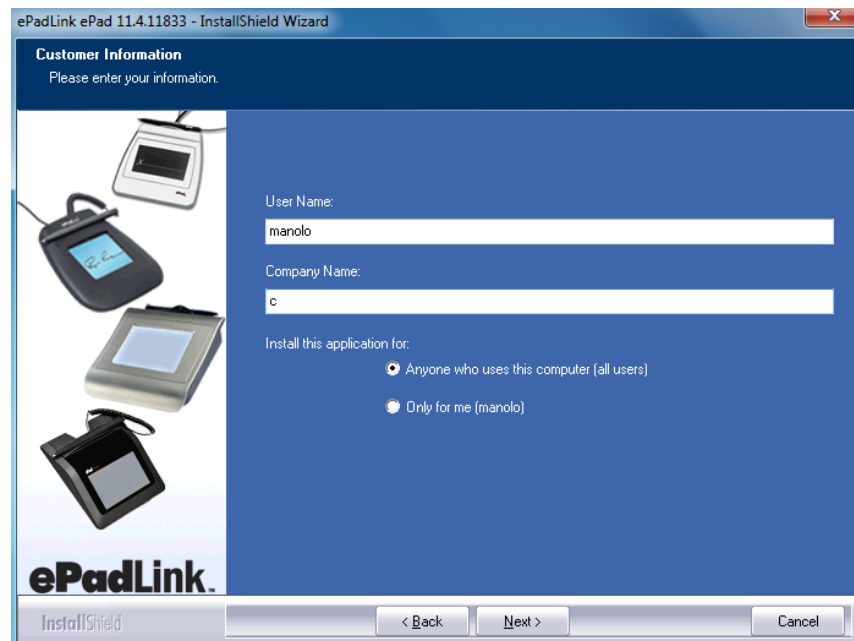 ePadLink ePad 11.4.11833 - InstallShield Wizard
Customer Information
Please enter your information.
User Name:
manolo
Company Name:
c
Install this application for:
Anyone who uses this computer (all users)
Only for me (manolo)
ePadLink
InstallShield
< Back
Next >
Cancel